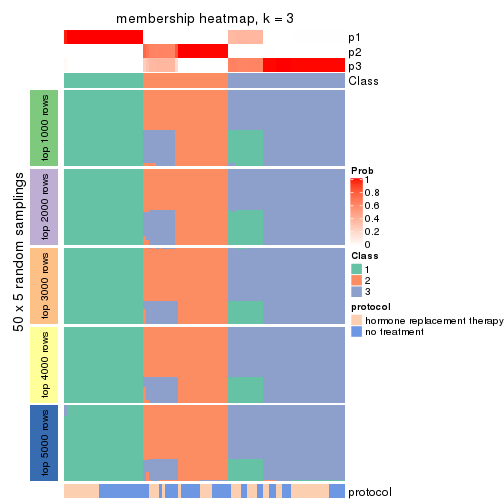 membership heatmap, k = 3
p1
p2
p3
Class
50 x 5 random samplings
top 1000 rows
top 2000 rows
top 3000 rows
top 4000 rows
top 5000 rows
Prob
1
0.8
0.6
0.4
0.2
0
Class
1
2
3
protocol
hormone replacement therapy
no treatment
protocol